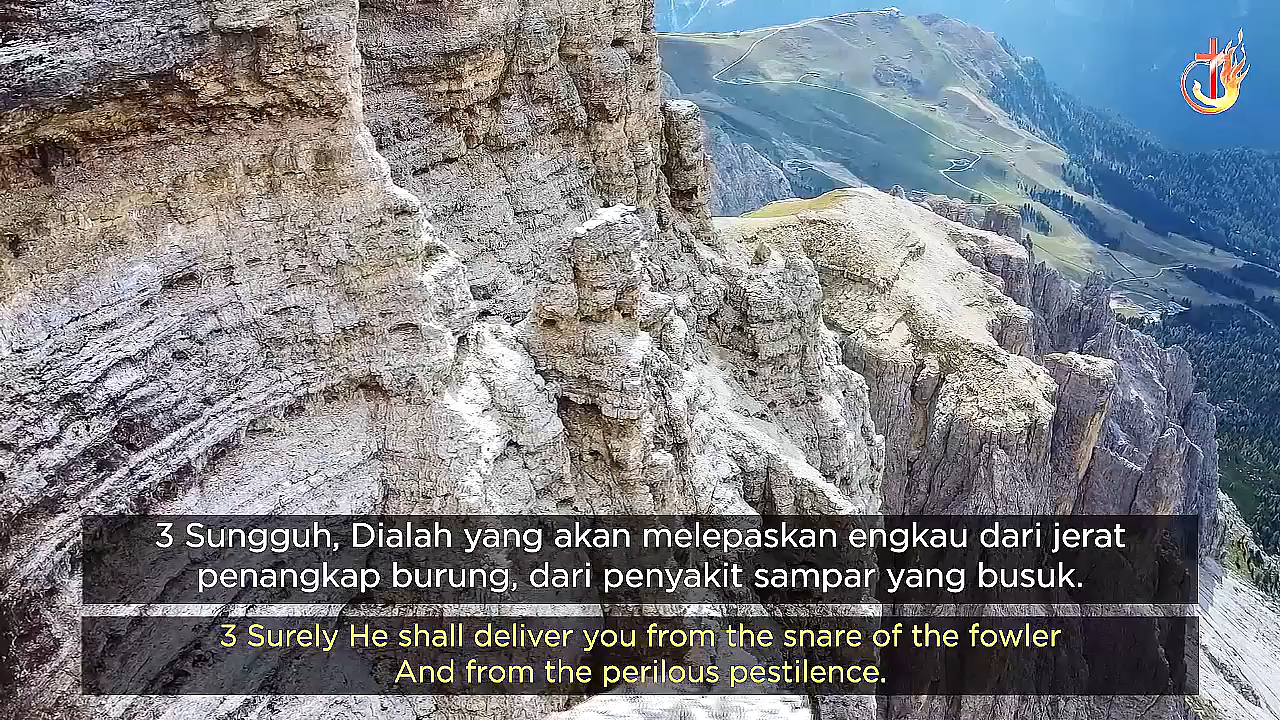 3 Sungguh, Dialah yang akan melepaskan engkau dari jerat
penangkap burung, dari penyakit sampar yang busuk.
3 Surely He shall deliver you from the snare of the fowler
And from the perilous pestilence.